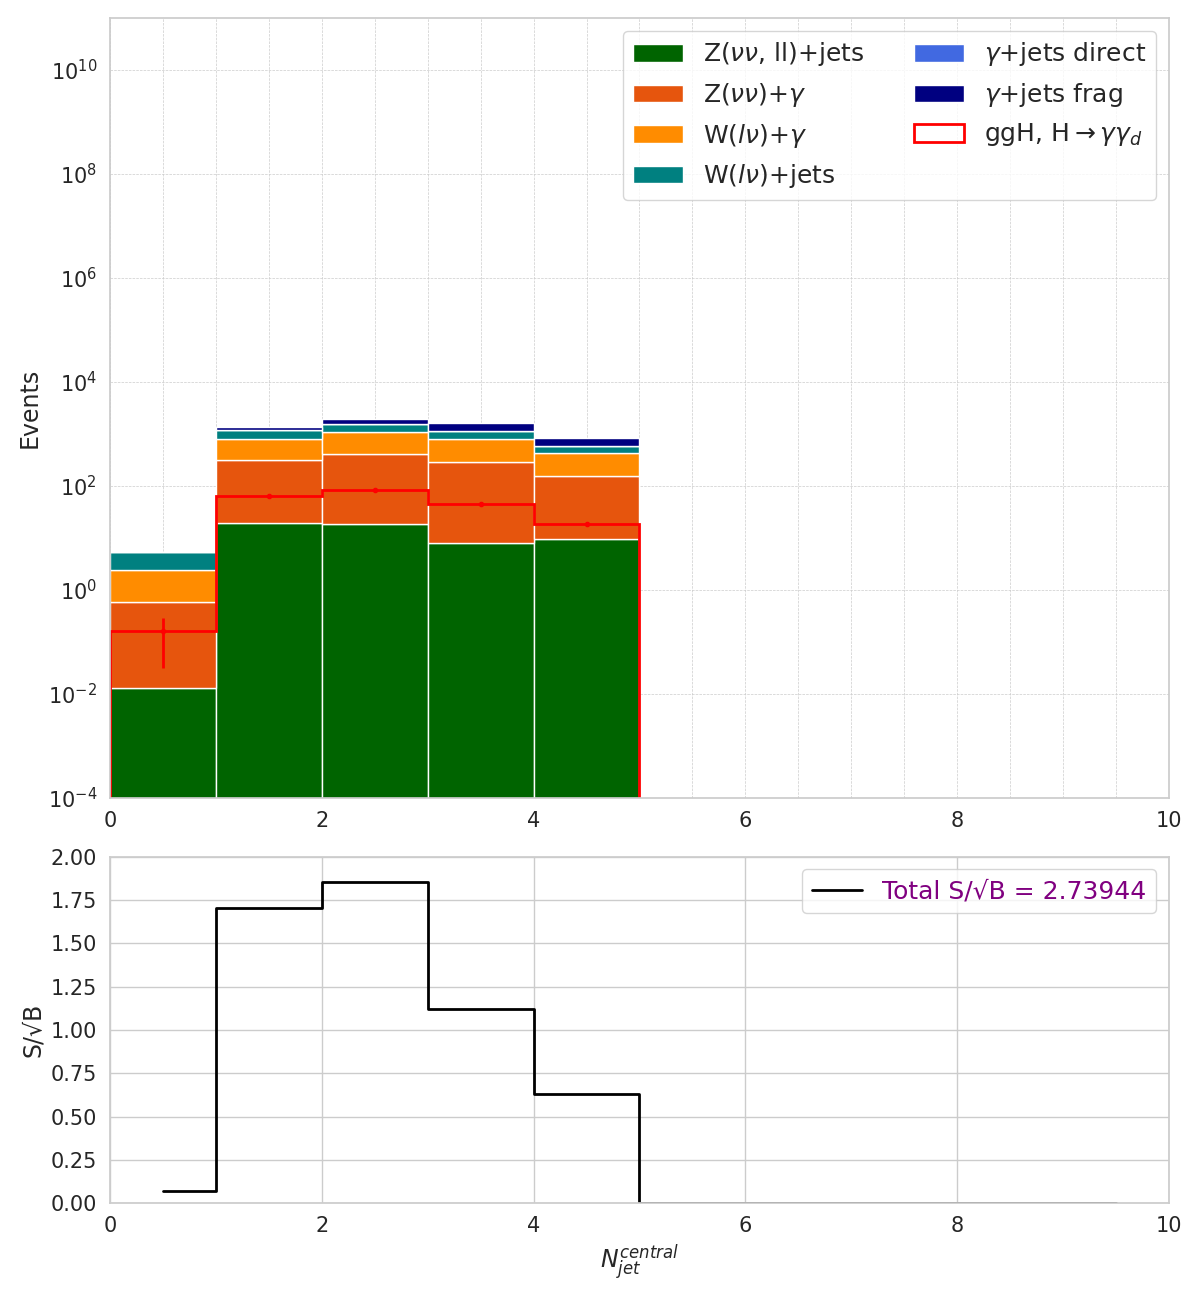 Z(νν, ll)+jets
Z(νν)+γ
W(lν)+γ
W(lν)+jets
γ+jets direct
γ+jets frag
ggH, H→γγ_d
Events
10^10
10^8
10^6
10^4
10^2
10^0
10^−2
10^−4
0 2 4 6 8 10
Total S/√B = 2.73944
S/√B
2.00
1.75
1.50
1.25
1.00
0.75
0.50
0.25
0.00
0 2 4 6 8 10
N_jet^central